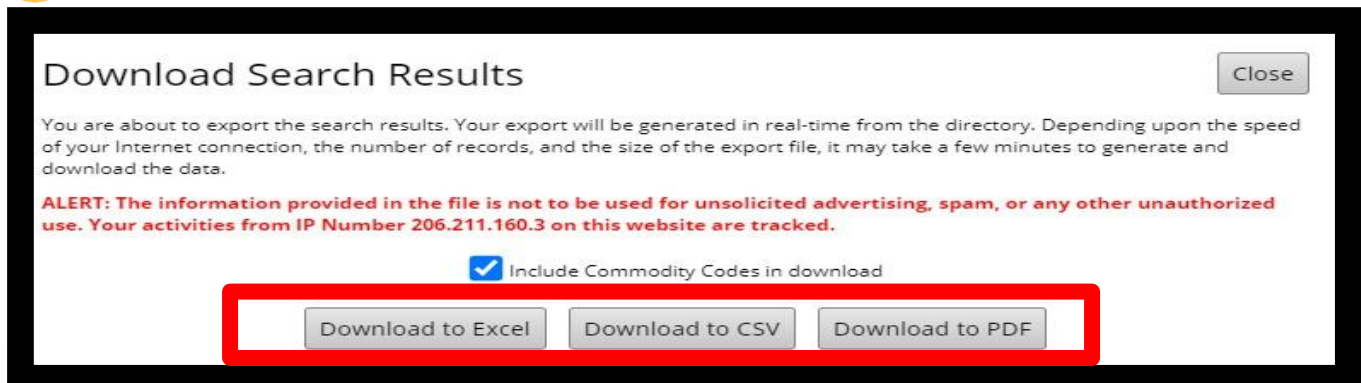 Download Search Results
Close
You are about to export the search results. Your export will be generated in real-time from the directory. Depending upon the speed
of your Internet connection, the number of records, and the size of the export file, it may take a few minutes to generate and
download the data.
ALERT: The information provided in the file is not to be used for unsolicited advertising, spam, or any other unauthorized
use. Your activities from IP Number 206.211.160.3 on this website are tracked.
Include Commodity Codes in download
Download to Excel Download to CSV Download to PDF